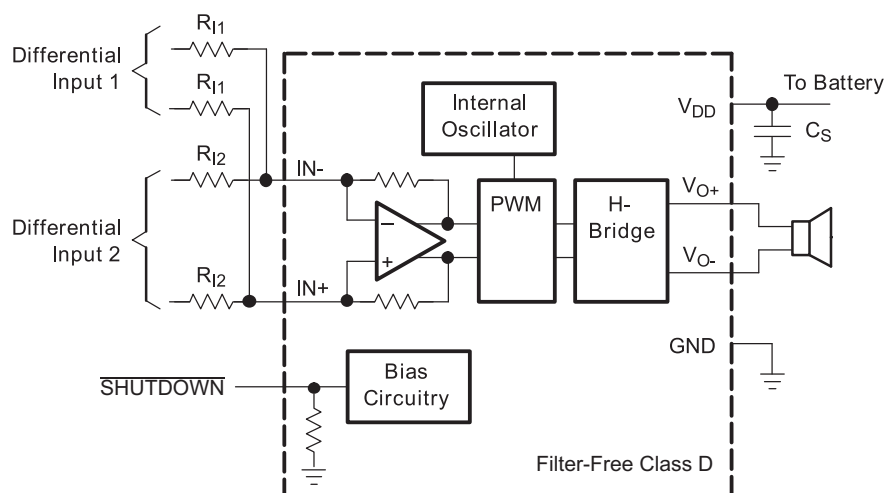 R_I1
Differential
Input 1
R_I1
R_I2
Differential
Input 2
R_I2
IN-
IN+
Internal
Oscillator
PWM
H-
Bridge
−
+
V_DD
To Battery
C_S
V_O+
V_O-
GND
SHUTDOWN
Bias
Circuitry
Filter-Free Class D